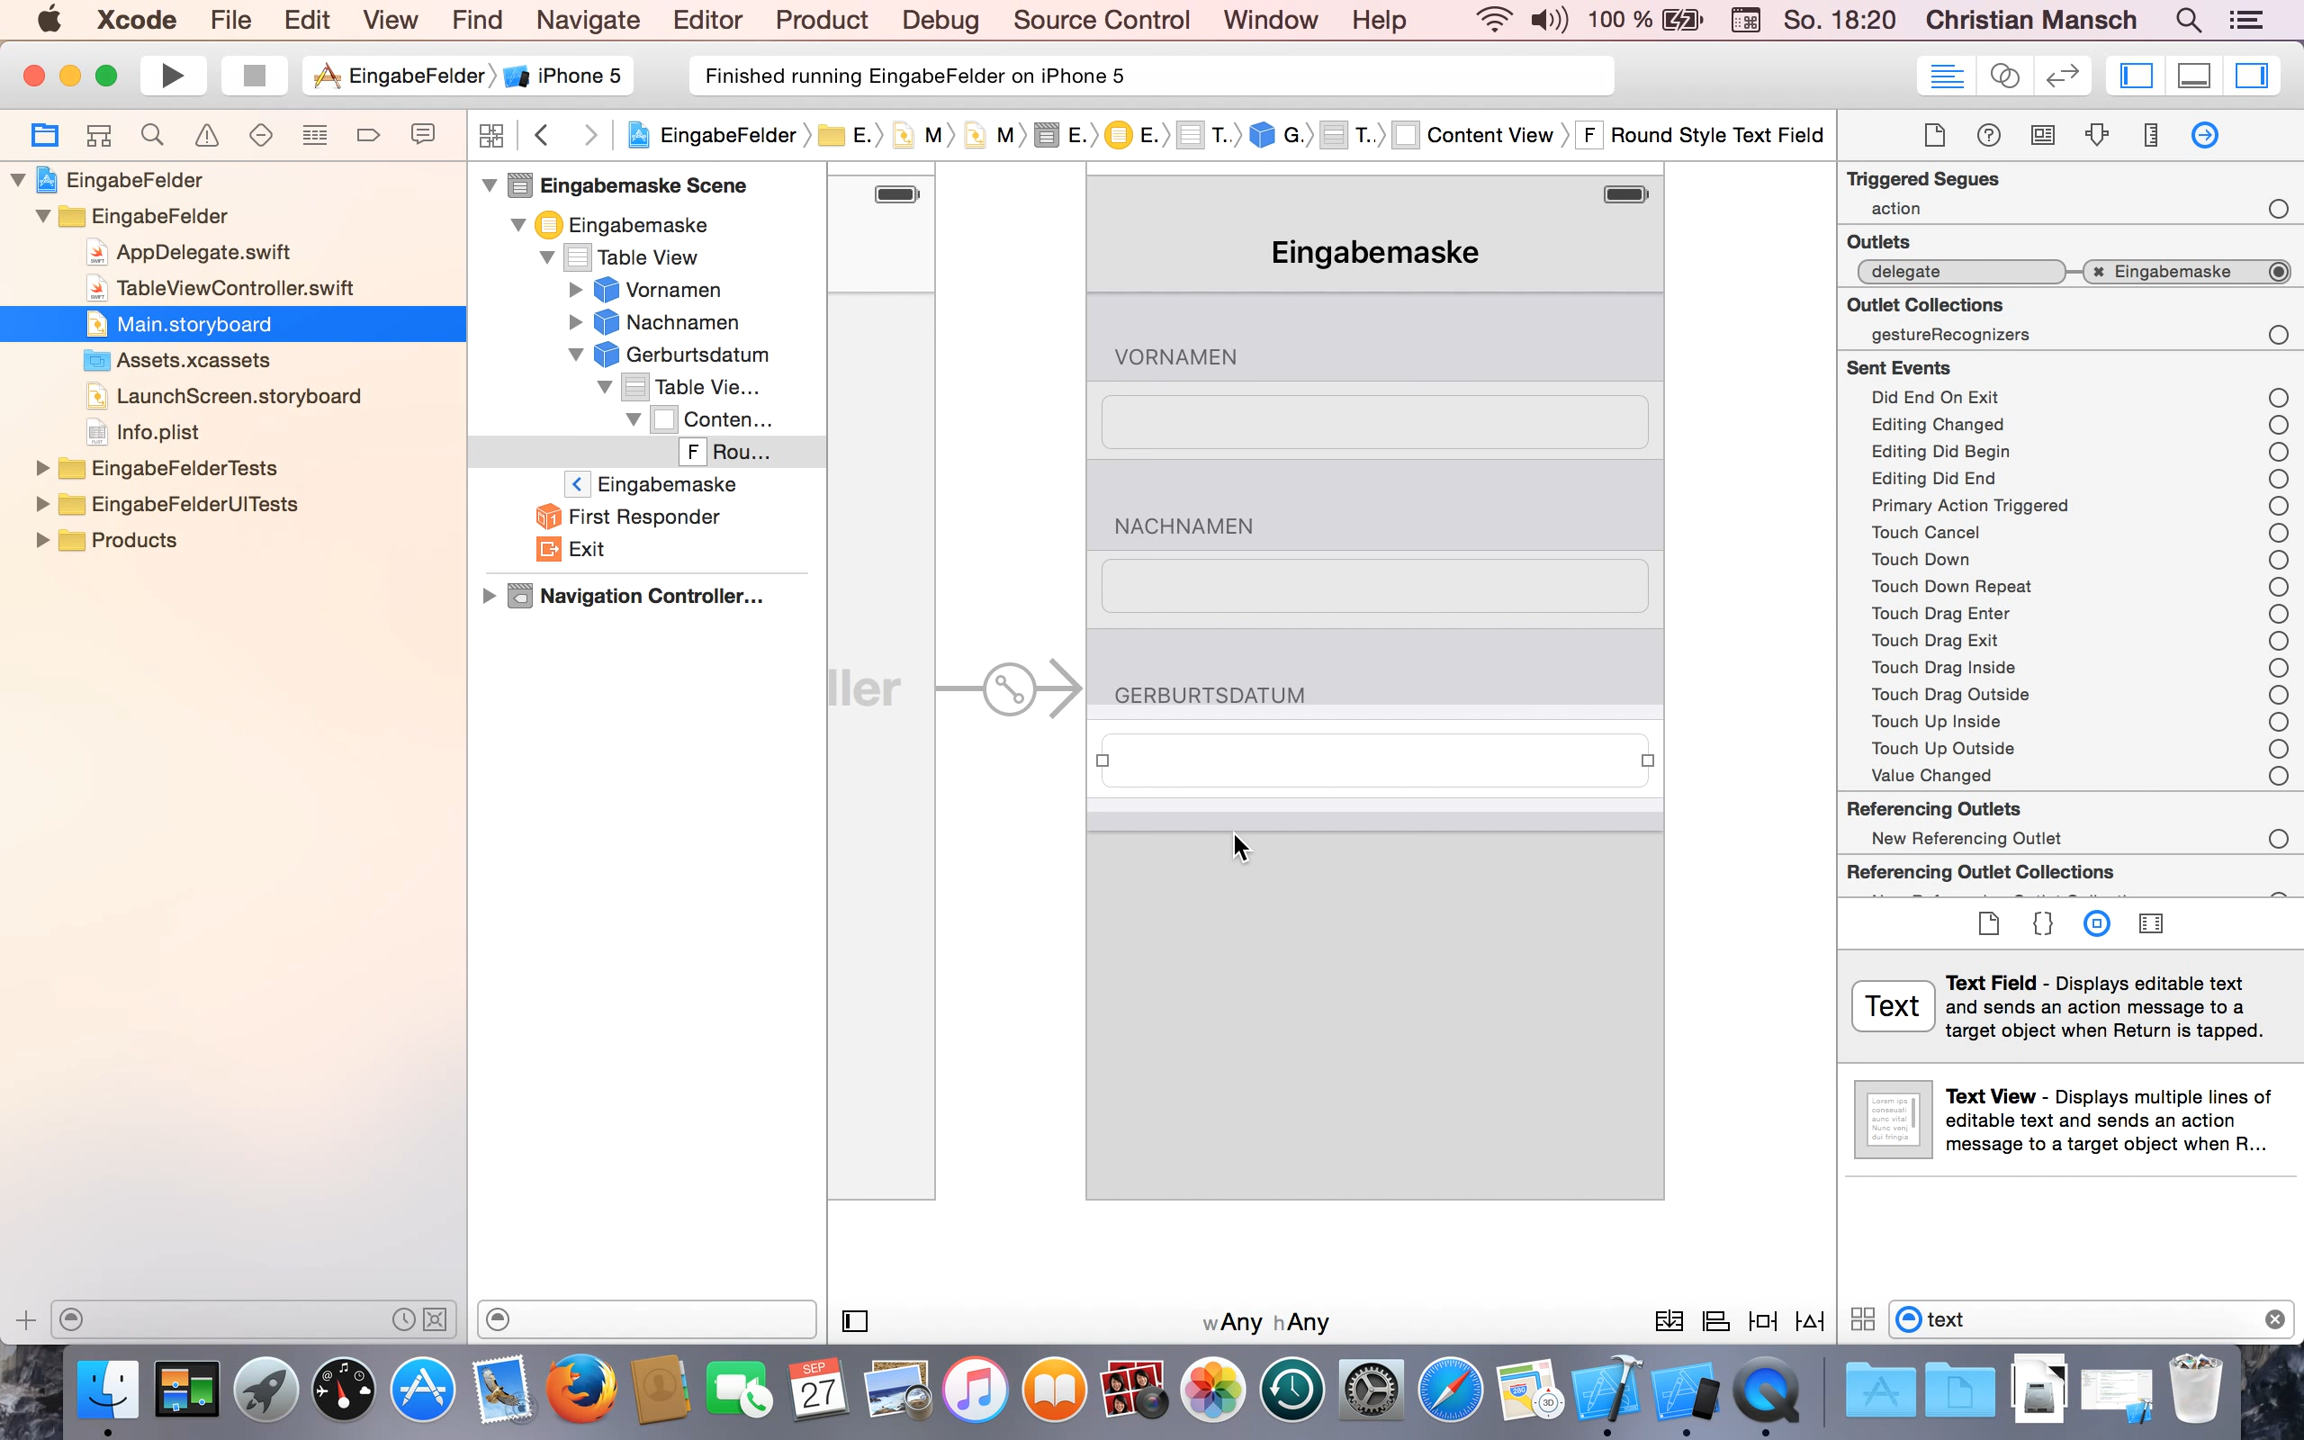 Xcode File Edit View Find Navigate Editor Product Debug Source Control Window Help 100 % So. 18:20 Christian Mansch
EingabeFelder iPhone 5 Finished running EingabeFelder on iPhone 5
EingabeFelder E. M M E. E. T. G. T. Content View F Round Style Text Field
EingabeFelder
EingabeFelder
AppDelegate.swift
TableViewController.swift
Main.storyboard
Assets.xcassets
LaunchScreen.storyboard
Info.plist
EingabeFelderTests
EingabeFelderUITests
Products
Eingabemaske Scene
Eingabemaske
Table View
Vornamen
Nachnamen
Gerburtsdatum
Table Vie...
Conten...
F Rou...
Eingabemaske
First Responder
Exit
Navigation Controller...
ller
Eingabemaske
VORNAMEN
NACHNAMEN
GERBURTSDATUM
wAny hAny
Triggered Segues
action
Outlets
delegate Eingabemaske
Outlet Collections
gestureRecognizers
Sent Events
Did End On Exit
Editing Changed
Editing Did Begin
Editing Did End
Primary Action Triggered
Touch Cancel
Touch Down
Touch Down Repeat
Touch Drag Enter
Touch Drag Exit
Touch Drag Inside
Touch Drag Outside
Touch Up Inside
Touch Up Outside
Value Changed
Referencing Outlets
New Referencing Outlet
Referencing Outlet Collections
Text
Text Field - Displays editable text
and sends an action message to a
target object when Return is tapped.
Text View - Displays multiple lines of
editable text and sends an action
message to a target object when R...
text
SEP
27